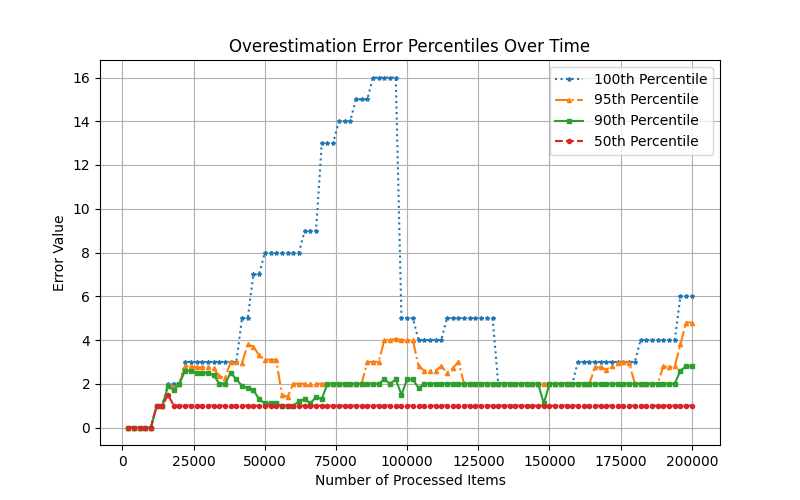 Overestimation Error Percentiles Over Time
100th Percentile
95th Percentile
90th Percentile
50th Percentile
Error Value
16
14
12
10
8
6
4
2
0
0 25000 50000 75000 100000 125000 150000 175000 200000
Number of Processed Items